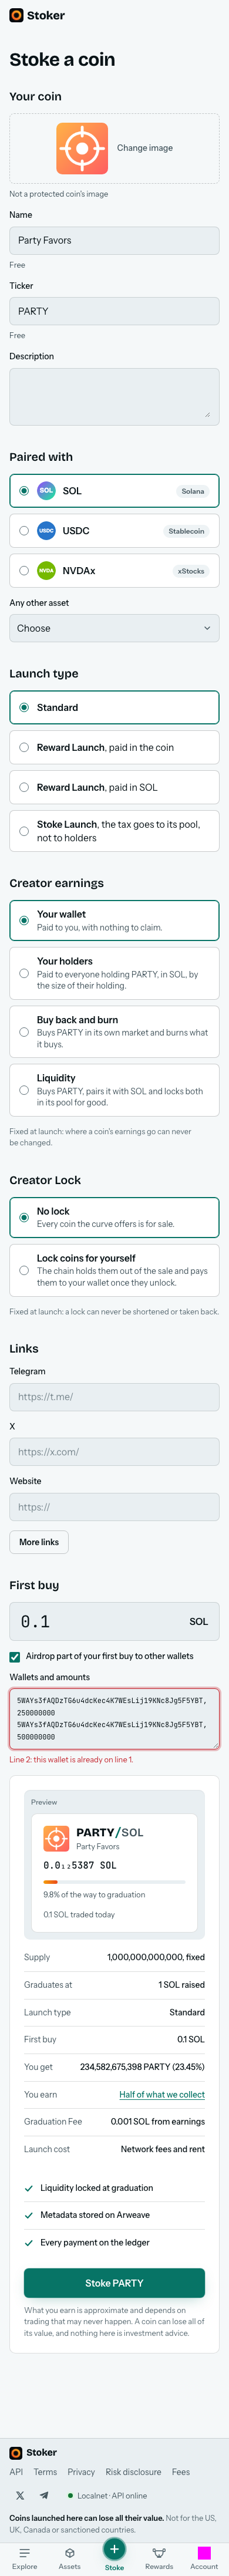 Stoker
Stoke a coin
Your coin
Change image
Not a protected coin's image
Name
Party Favors
Free
Ticker
PARTY
Free
Description
Paired with
SOL SOL Solana
USDC USDC Stablecoin
NVDA NVDAx xStocks
Any other asset
Choose
Launch type
Standard
Reward Launch, paid in the coin
Reward Launch, paid in SOL
Stoke Launch, the tax goes to its pool,
not to holders
Creator earnings
Your wallet
Paid to you, with nothing to claim.
Your holders
Paid to everyone holding PARTY, in SOL, by
the size of their holding.
Buy back and burn
Buys PARTY in its own market and burns what
it buys.
Liquidity
Buys PARTY, pairs it with SOL and locks both
in its pool for good.
Fixed at launch: where a coin's earnings go can never
be changed.
Creator Lock
No lock
Every coin the curve offers is for sale.
Lock coins for yourself
The chain holds them out of the sale and pays
them to your wallet once they unlock.
Fixed at launch: a lock can never be shortened or taken back.
Links
Telegram
https://t.me/
X
https://x.com/
Website
https://
More links
First buy
0.1 SOL
Airdrop part of your first buy to other wallets
Wallets and amounts
5WAYs3fAQDzTG6u4dcKec4K7WEsLij19KNc8Jg5F5YBT,
250000000
5WAYs3fAQDzTG6u4dcKec4K7WEsLij19KNc8Jg5F5YBT,
500000000
Line 2: this wallet is already on line 1.
Preview
PARTY/SOL
Party Favors
0.0₁₂5387 SOL
9.8% of the way to graduation
0.1 SOL traded today
Supply 1,000,000,000,000, fixed
Graduates at 1 SOL raised
Launch type Standard
First buy 0.1 SOL
You get 234,582,675,398 PARTY (23.45%)
You earn Half of what we collect
Graduation Fee 0.001 SOL from earnings
Launch cost Network fees and rent
Liquidity locked at graduation
Metadata stored on Arweave
Every payment on the ledger
Stoke PARTY
What you earn is approximate and depends on
trading that may never happen. A coin can lose all of
its value, and nothing here is investment advice.
Stoker
API Terms Privacy Risk disclosure Fees
Localnet · API online
Coins launched here can lose all their value. Not for the US,
UK, Canada or sanctioned countries.
Explore Assets Stoke Rewards Account